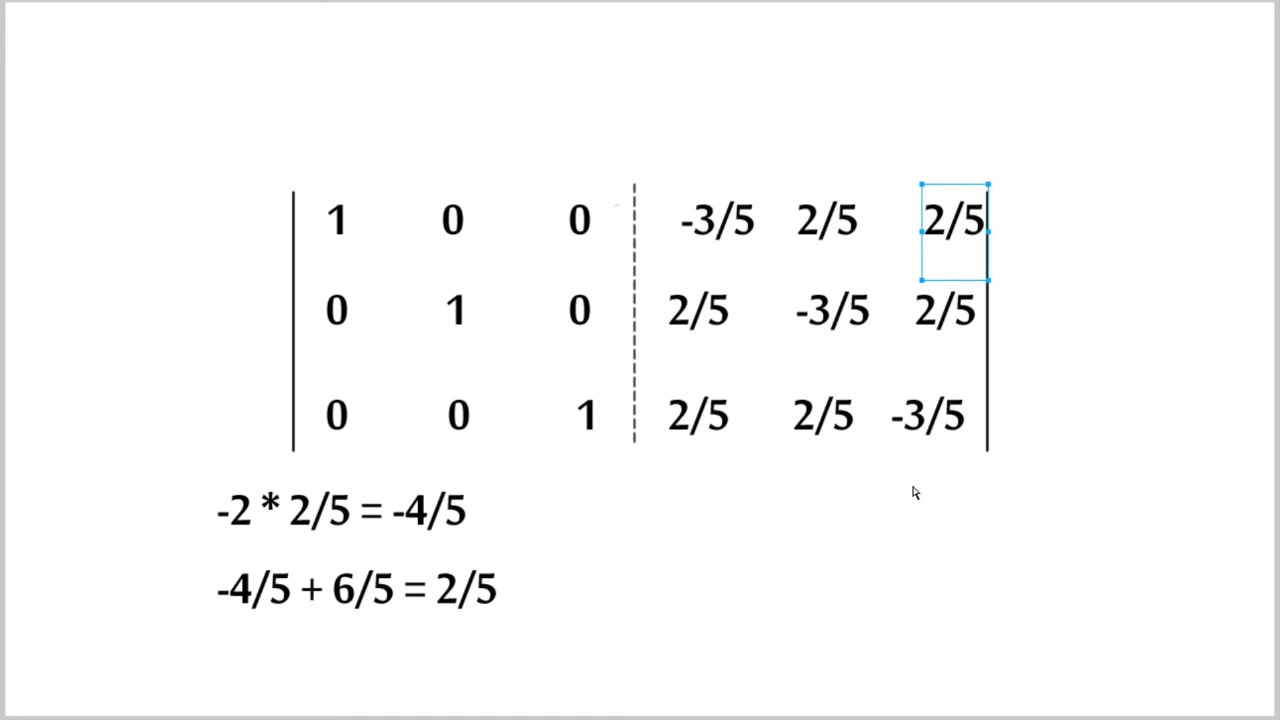 1 0 0 -3/5 2/5 2/5
0 1 0 2/5 -3/5 2/5
0 0 1 2/5 2/5 -3/5
-2 * 2/5 = -4/5
-4/5 + 6/5 = 2/5